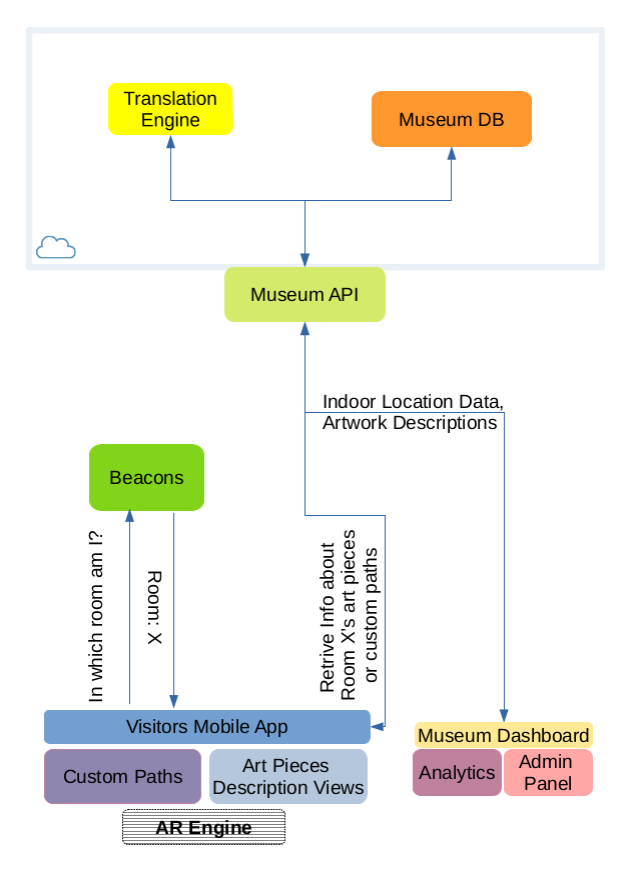 Translation
Engine
Museum DB
Museum API
Indoor Location Data,
Artwork Descriptions
Beacons
In which room am I?
Room: X
Retrive Info about
Room X's art pieces
or custom paths
Visitors Mobile App
Museum Dashboard
Custom Paths
Art Pieces
Description Views
Analytics
Admin
Panel
AR Engine